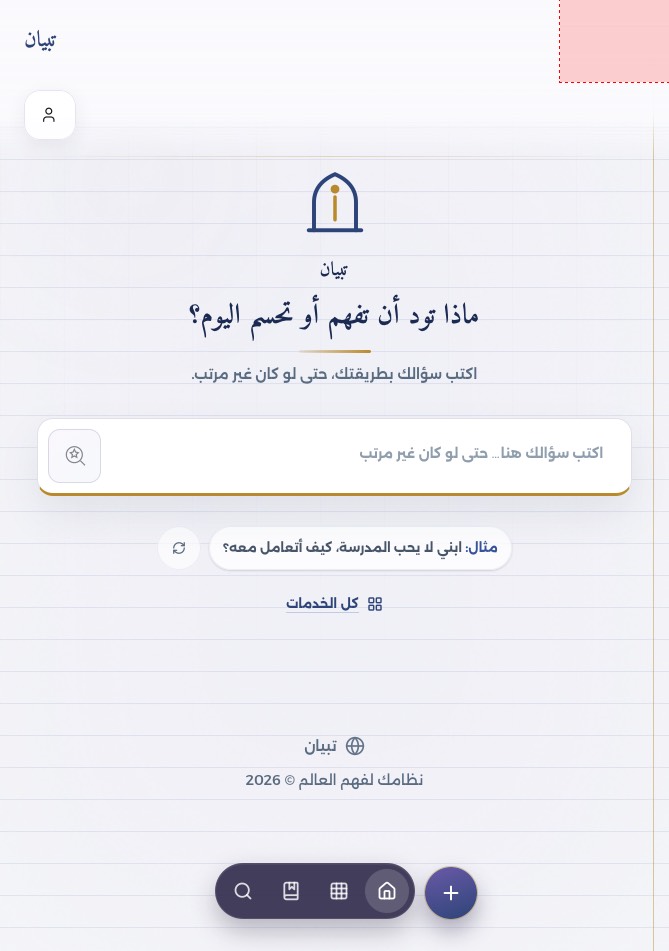 تبيان
تبيان
ماذا تود أن تفهم أو تحسم اليوم؟
اكتب سؤالك بطريقتك، حتى لو كان غير مرتب.
اكتب سؤالك هنا... حتى لو كان غير مرتب
مثال: ابني لا يحب المدرسة، كيف أتعامل معه؟
كل الخدمات
تبيان
نظامك لفهم العالم © 2026